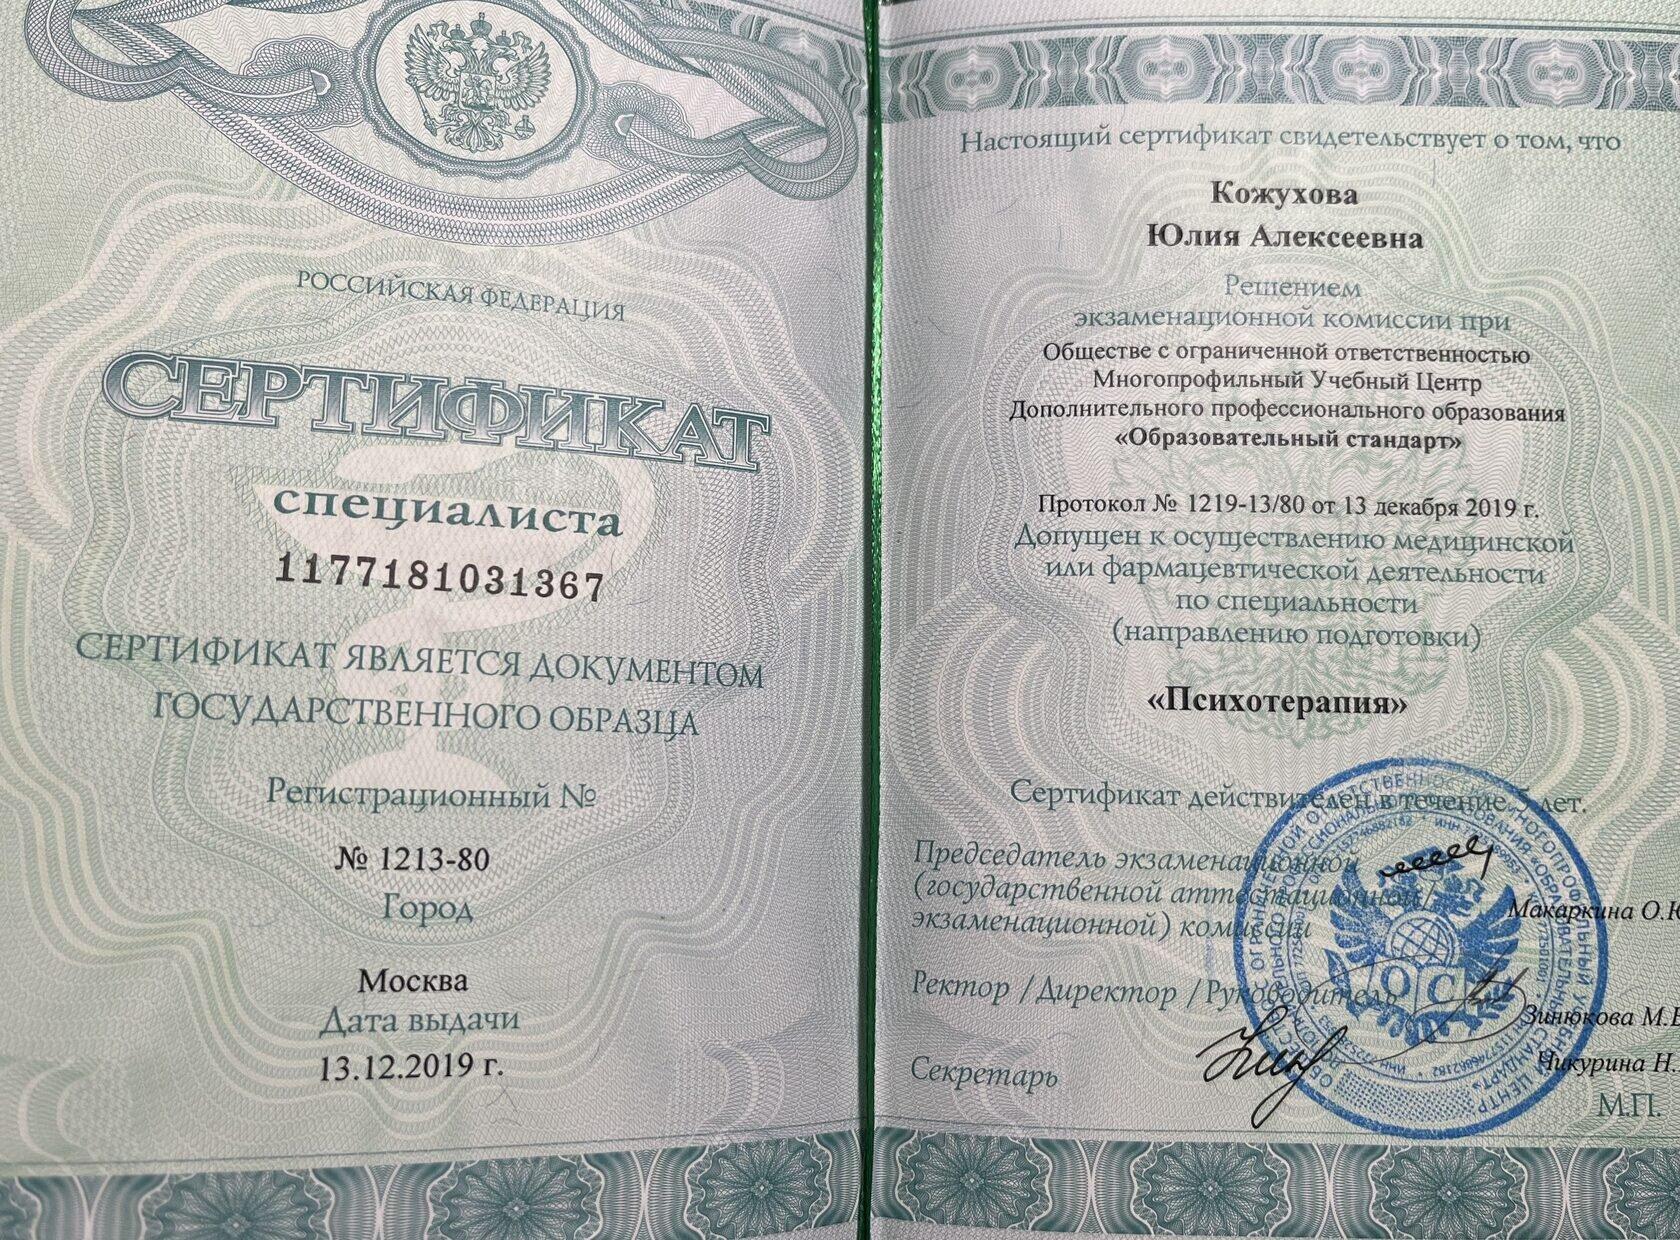 РОССИЙСКАЯ ФЕДЕРАЦИЯ
СЕРТИФИКАТ
специалиста
1177181031367
СЕРТИФИКАТ ЯВЛЯЕТСЯ ДОКУМЕНТОМ
ГОСУДАРСТВЕННОГО ОБРАЗЦА
Регистрационный №
№ 1213-80
Город
Москва
Дата выдачи
13.12.2019 г.
Настоящий сертификат свидетельствует о том, что
Кожухова
Юлия Алексеевна
Решением
экзаменационной комиссии при
Обществе с ограниченной ответственностью
Многопрофильный Учебный Центр
Дополнительного профессионального образования
«Образовательный стандарт»
Протокол № 1219-13/80 от 13 декабря 2019 г.
Допущен к осуществлению медицинской
или фармацевтической деятельности
по специальности
(направлению подготовки)
«Психотерапия»
Сертификат действителен в течение 5 лет.
Председатель экзаменационной
(государственной аттестационной/
экзаменационной) комиссии
Макаркина О.Ю
Ректор /Директор /Руководитель
Зинюкова М.
Секретарь
Чикурина Н.
М.П.
ОС